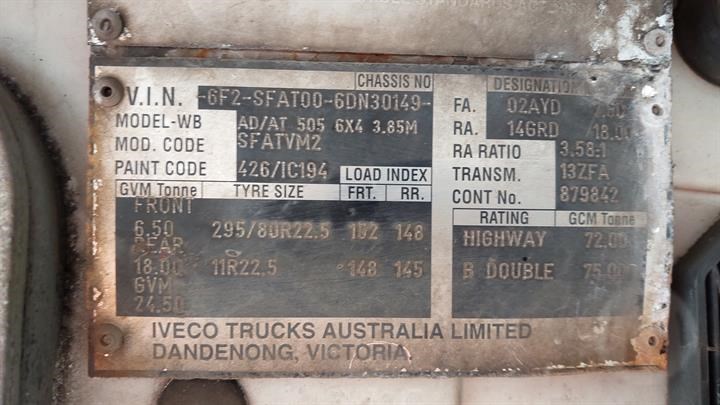 CHASSIS NO
V.I.N. -6F2-SFAT00-6DN30149-
MODEL-WB AD/AT 505 6X4 3.85M
MOD. CODE SFATVM2
PAINT CODE 426/IC194 LOAD INDEX
GVM Tonne TYRE SIZE FRT. RR.
FRONT
6.50 295/80R22.5 152 148
REAR
18.00 11R22.5 148 145
GVM
24.50
DESIGNATION
FA. 02AYD
RA. 146RD 18.00
RA RATIO 3.58:1
TRANSM. 13ZFA
CONT No. 879842
RATING GCM Tonne
HIGHWAY 72.00
B DOUBLE 75.00
IVECO TRUCKS AUSTRALIA LIMITED
DANDENONG, VICTORIA